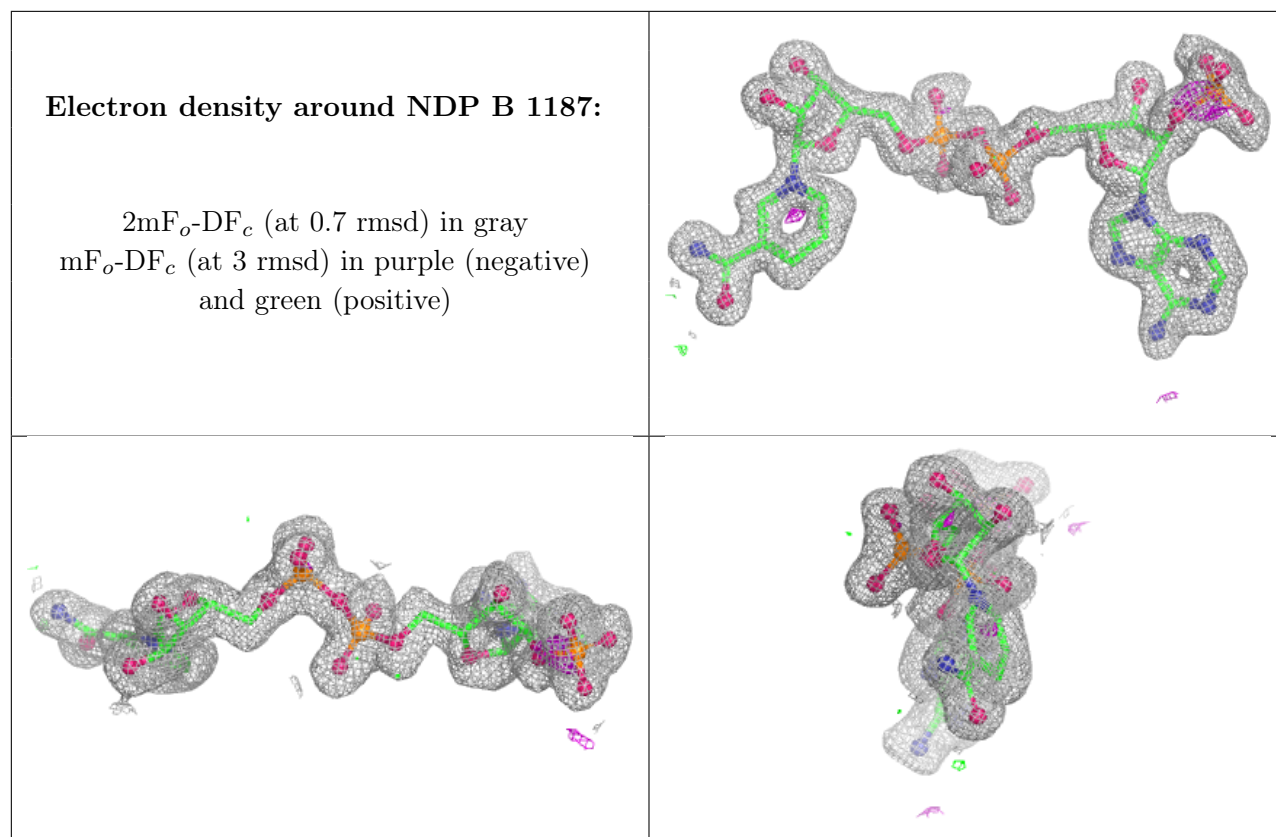 Electron density around NDP B 1187:
2mFo-DFc (at 0.7 rmsd) in gray
mFo-DFc (at 3 rmsd) in purple (negative)
and green (positive)